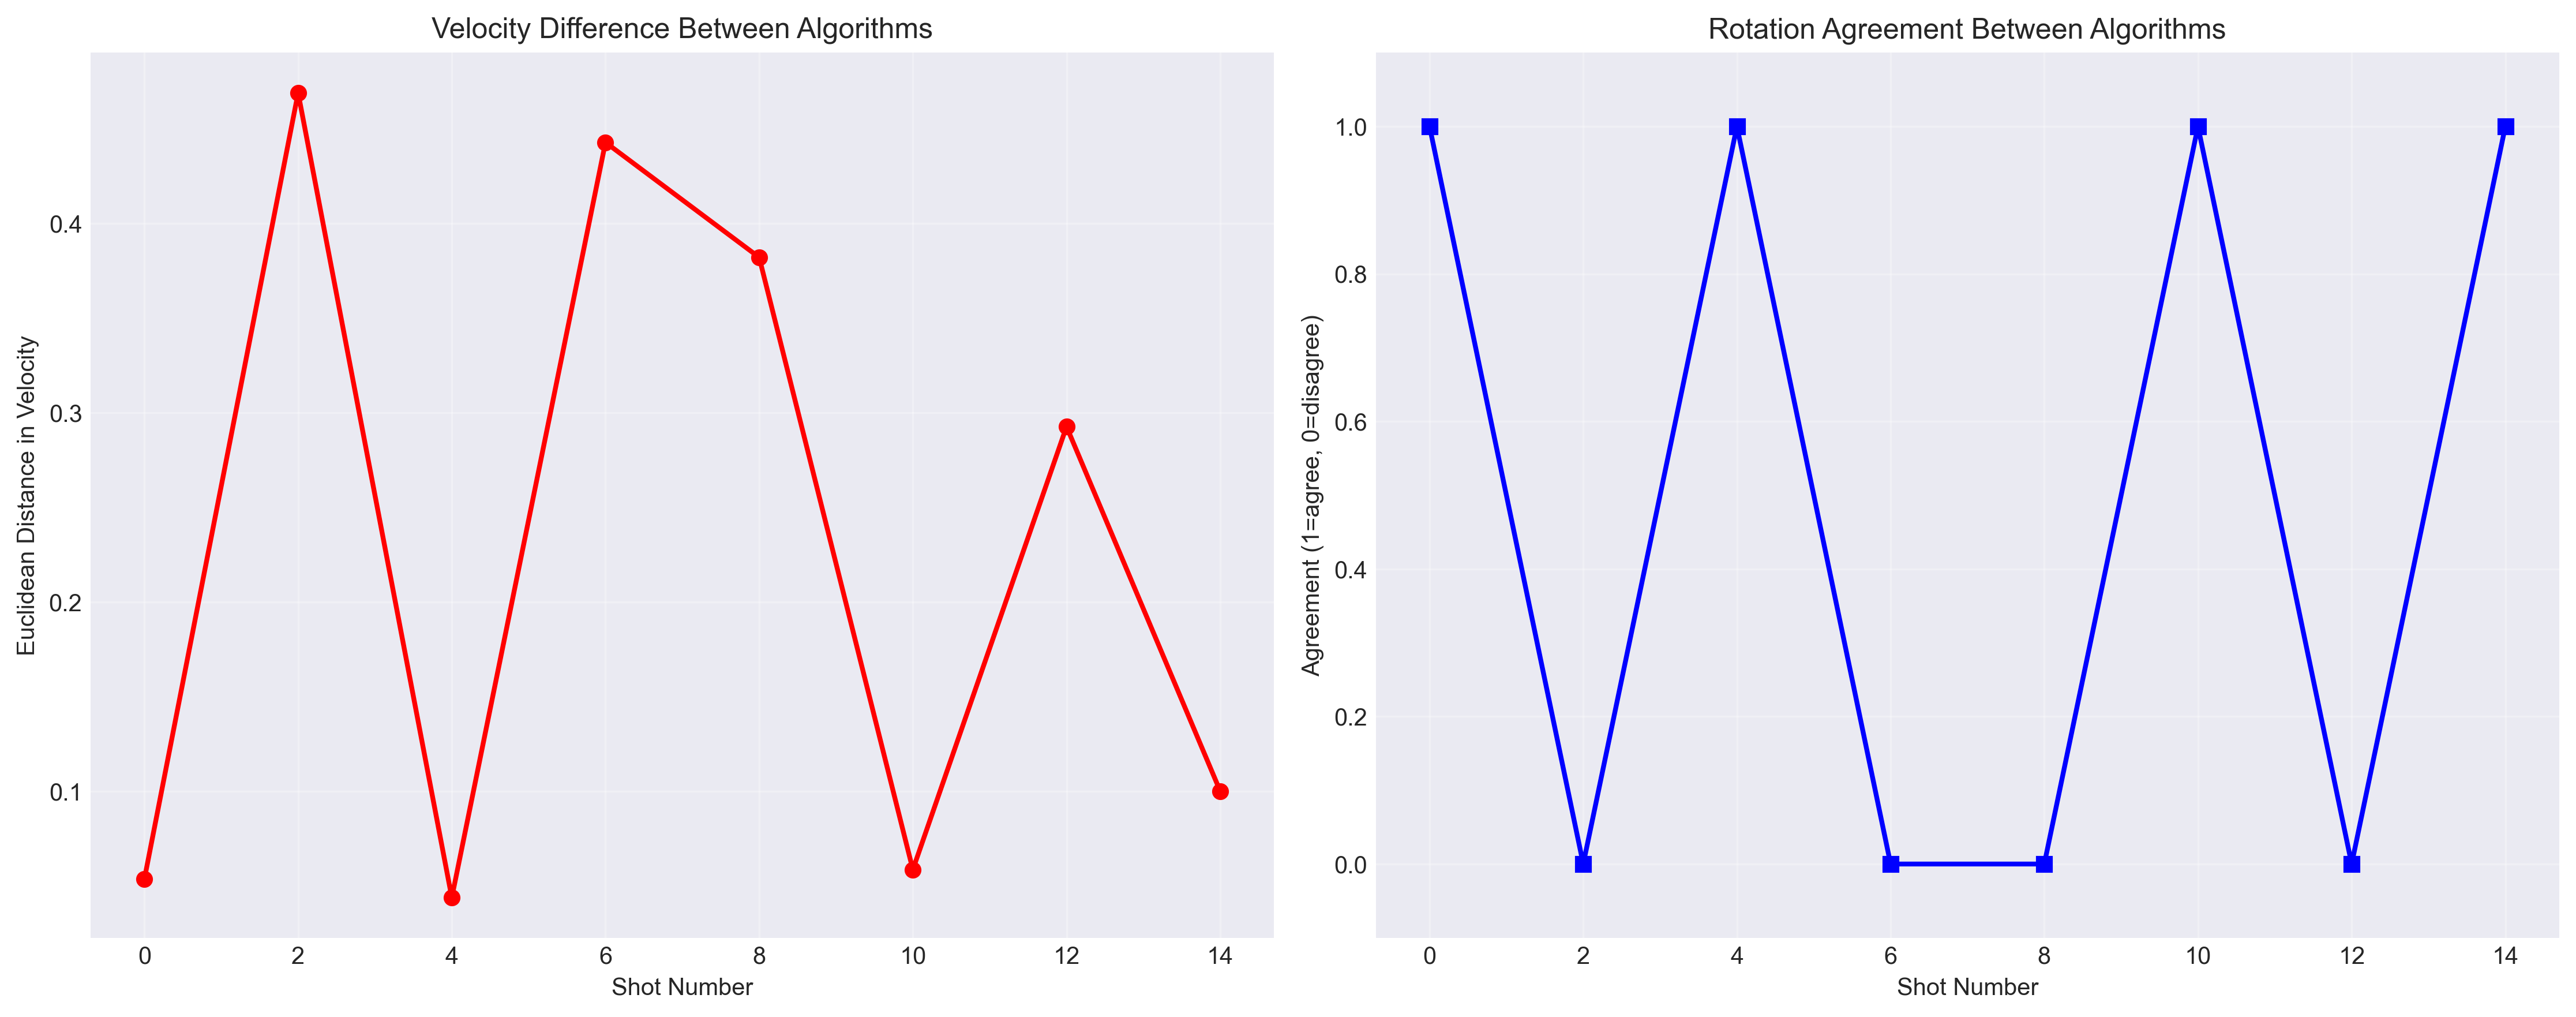 Velocity Difference Between Algorithms
Euclidean Distance in Velocity
0.4
0.3
0.2
0.1
0 2 4 6 8 10 12 14
Shot Number
Rotation Agreement Between Algorithms
Agreement (1=agree, 0=disagree)
1.0
0.8
0.6
0.4
0.2
0.0
0 2 4 6 8 10 12 14
Shot Number